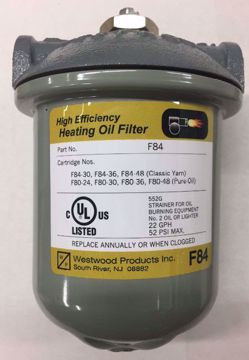 High Efficiency
Heating Oil Filter
Part No. F84
Cartridge Nos.
F84-30, F84-36, F84-48 (Classic Yarn)
F80-24, F80-30, F80-36, F80-48 (Pure-Oil)
C UL US
LISTED
552G
STRAINER FOR OIL
BURNING EQUIPMENT
No. 2 OIL OR LIGHTER
22 GPH
52 PSI MAX.
REPLACE ANNUALLY OR WHEN CLOGGED
Westwood Products Inc.
South River, NJ 08882
F84